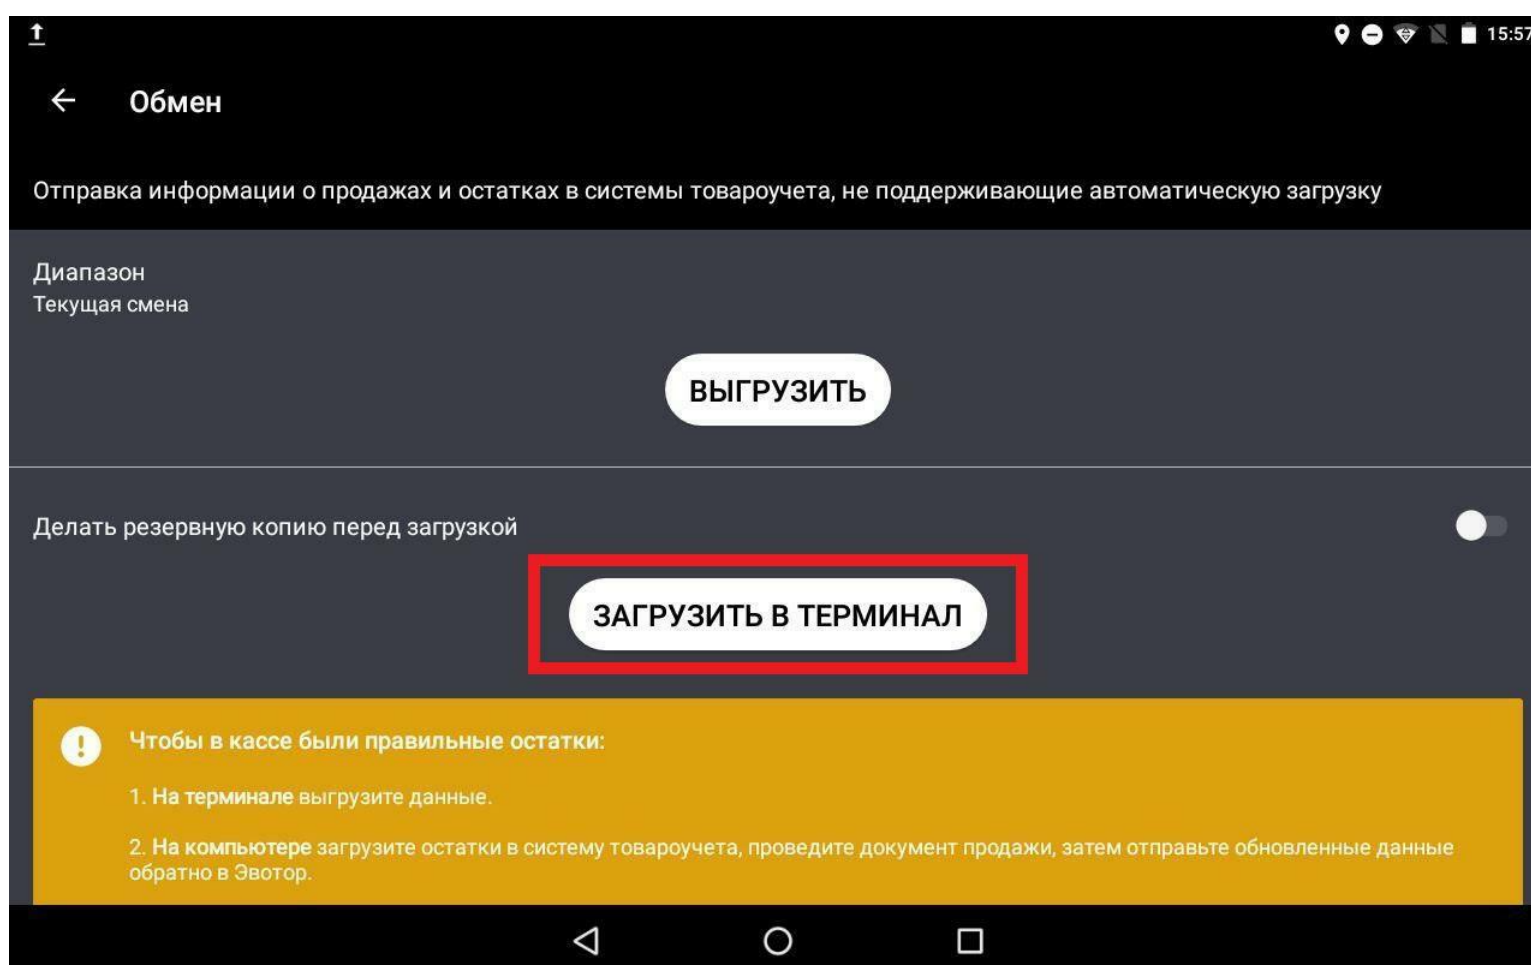 15:57
Обмен
Отправка информации о продажах и остатках в системы товароучета, не поддерживающие автоматическую загрузку
Диапазон
Текущая смена
ВЫГРУЗИТЬ
Делать резервную копию перед загрузкой
ЗАГРУЗИТЬ В ТЕРМИНАЛ
Чтобы в кассе были правильные остатки:
1. На терминале выгрузите данные.
2. На компьютере загрузите остатки в систему товароучета, проведите документ продажи, затем отправьте обновленные данные
обратно в Эвотор.